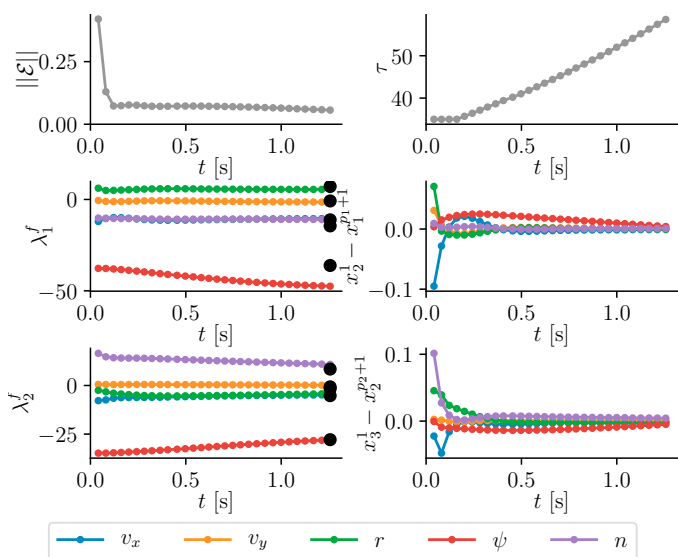 ||ℰ||
0.25
0.00
0.0 0.5 1.0
t [s]
τ
50
40
0.0 0.5 1.0
t [s]
λ₁ᶠ
0
−50
0.0 0.5 1.0
t [s]
x₂¹ − x₁^{p₁+1}
0.0
−0.1
0.0 0.5 1.0
t [s]
λ₂ᶠ
0
−25
0.0 0.5 1.0
t [s]
x₃¹ − x₂^{p₂+1}
0.1
0.0
0.0 0.5 1.0
t [s]
vₓ v_y r ψ n